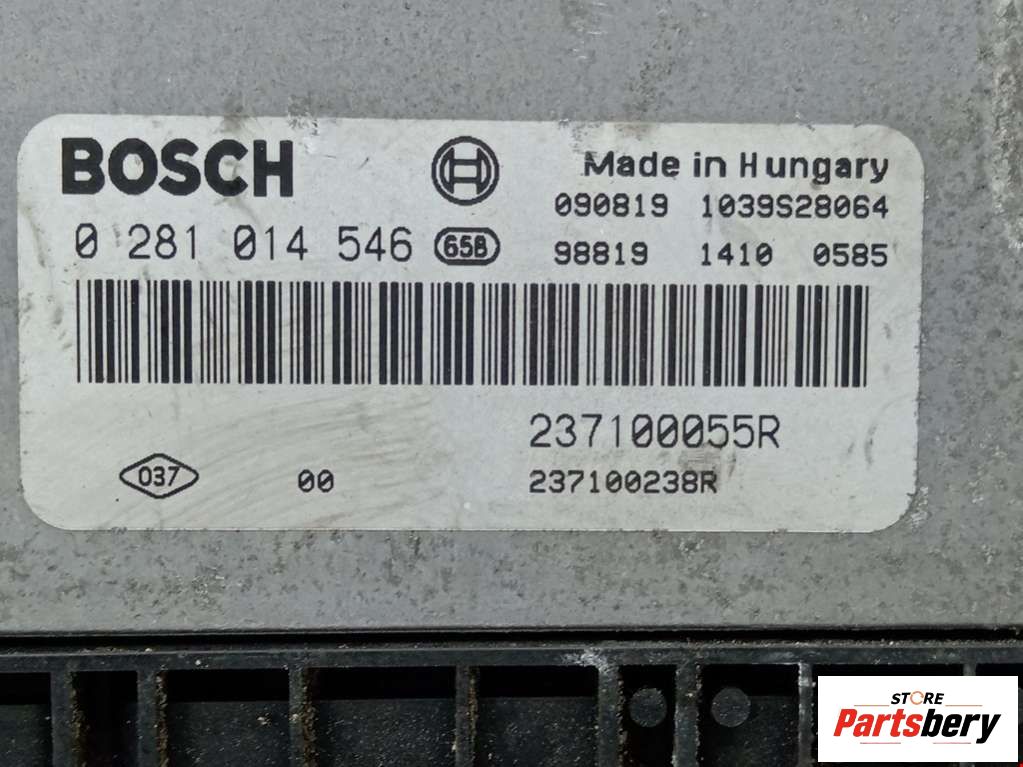 BOSCH
Made in Hungary
090819 1039S28064
0 281 014 546 65B
98819 1410 0585
237100055R
037 00 237100238R
STORE
Partsbery